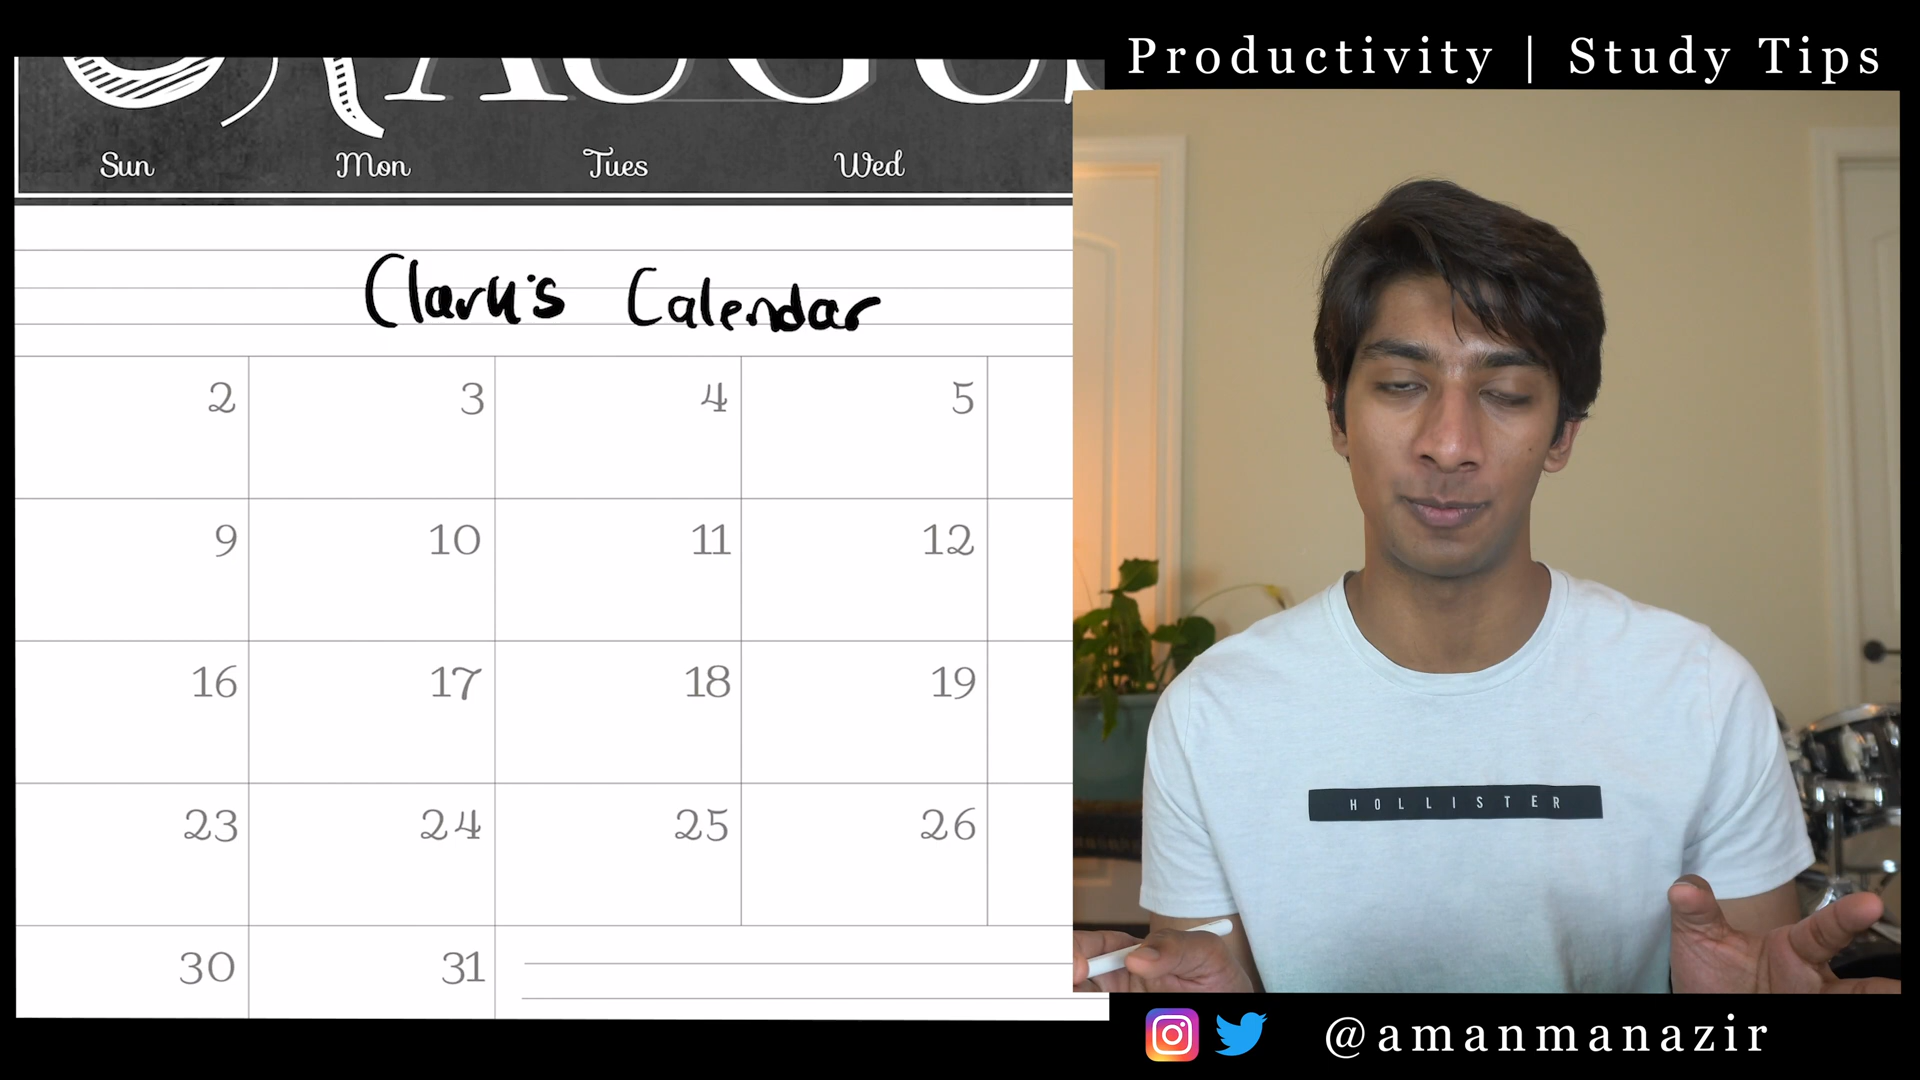 Productivity | Study Tips
AUGU
Sun Mon Tues Wed
Clark's Calendar
2 3 4 5
9 10 11 12
16 17 18 19
23 24 25 26
30 31
HOLLISTER
@amanmanazir